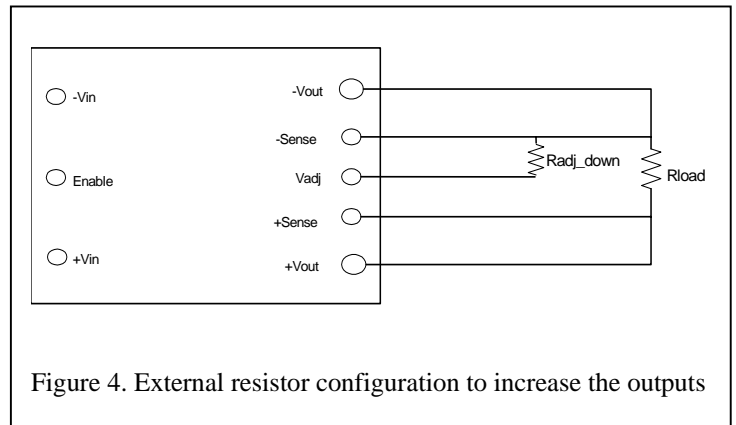 -Vin
-Vout
-Sense
Radj_down
Rload
Enable
Vadj
+Sense
+Vin
+Vout
Figure 4. External resistor configuration to increase the outputs